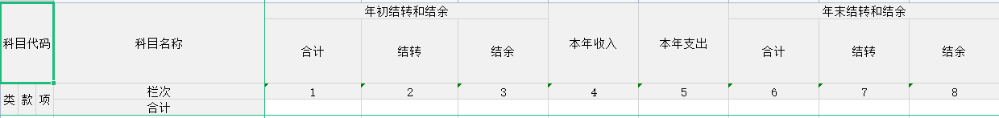 科目代码 科目名称 年初结转和结余 本年收入 本年支出 年末结转和结余
合计 结转 结余 合计 结转 结余
类 款 项 栏次 1 2 3 4 5 6 7 8
合计